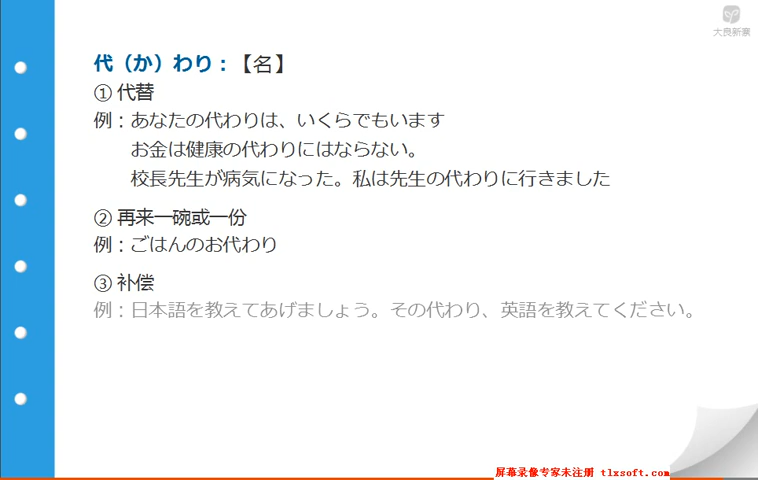 大良新寨
代（か）わり：【名】
① 代替
例：あなたの代わりは、いくらでもいます
お金は健康の代わりにはならない。
校長先生が病気になった。私は先生の代わりに行きました
② 再来一碗或一份
例：ごはんのお代わり
③ 补偿
例：日本語を教えてあげましょう。その代わり、英語を教えてください。
屏幕录像专家未注册 tlxsoft.com